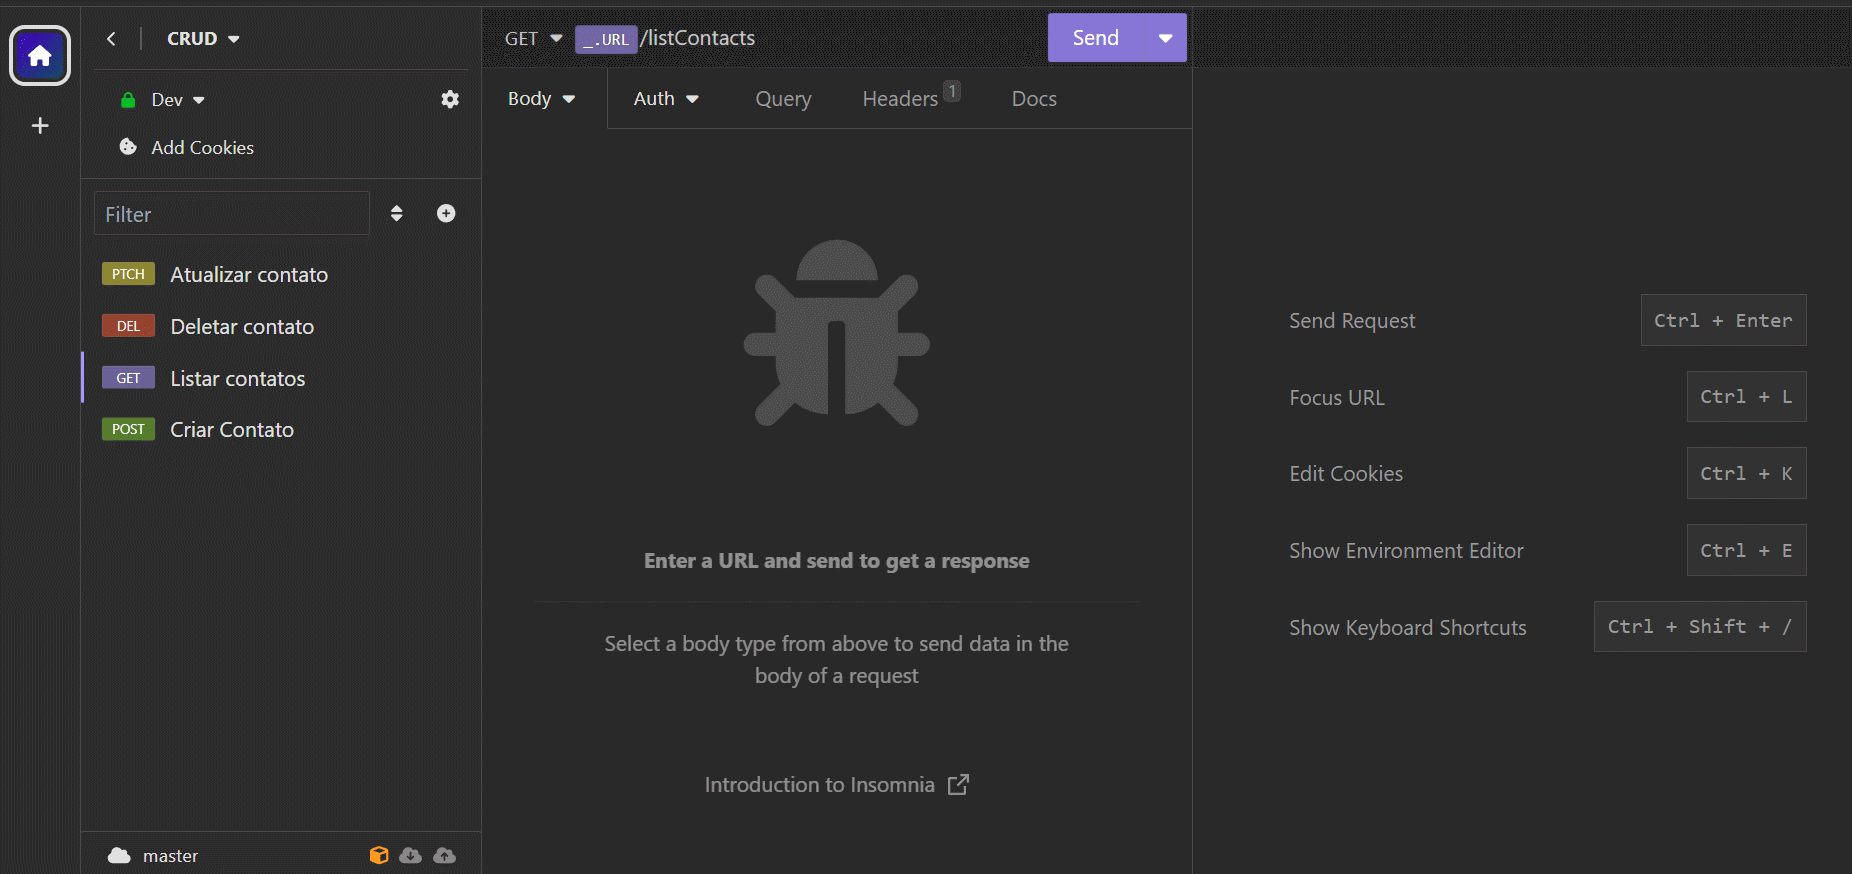 CRUD
Dev
Add Cookies
Filter
PTCH Atualizar contato
DEL Deletar contato
GET Listar contatos
POST Criar Contato
master
GET _.URL /listContacts Send
Body Auth Query Headers 1 Docs
Enter a URL and send to get a response
Select a body type from above to send data in the
body of a request
Introduction to Insomnia
Send Request Ctrl + Enter
Focus URL Ctrl + L
Edit Cookies Ctrl + K
Show Environment Editor Ctrl + E
Show Keyboard Shortcuts Ctrl + Shift + /